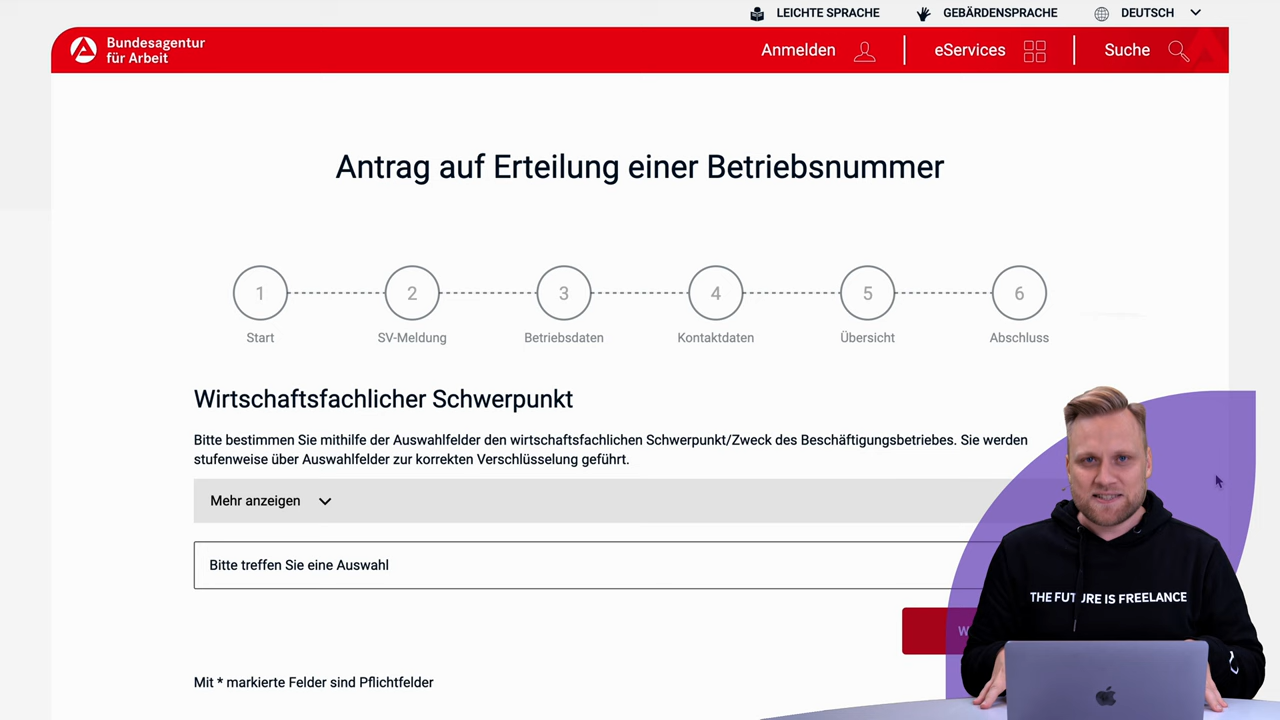 LEICHTE SPRACHE
GEBÄRDENSPRACHE
DEUTSCH
Bundesagentur
für Arbeit
Anmelden
eServices
Suche
Antrag auf Erteilung einer Betriebsnummer
1
2
3
4
5
6
Start
SV-Meldung
Betriebsdaten
Kontaktdaten
Übersicht
Abschluss
Wirtschaftsfachlicher Schwerpunkt
Bitte bestimmen Sie mithilfe der Auswahlfelder den wirtschaftsfachlichen Schwerpunkt/Zweck des Beschäftigungsbetriebes. Sie werden
stufenweise über Auswahlfelder zur korrekten Verschlüsselung geführt.
Mehr anzeigen
Bitte treffen Sie eine Auswahl
THE FUTURE IS FREELANCE
Mit * markierte Felder sind Pflichtfelder